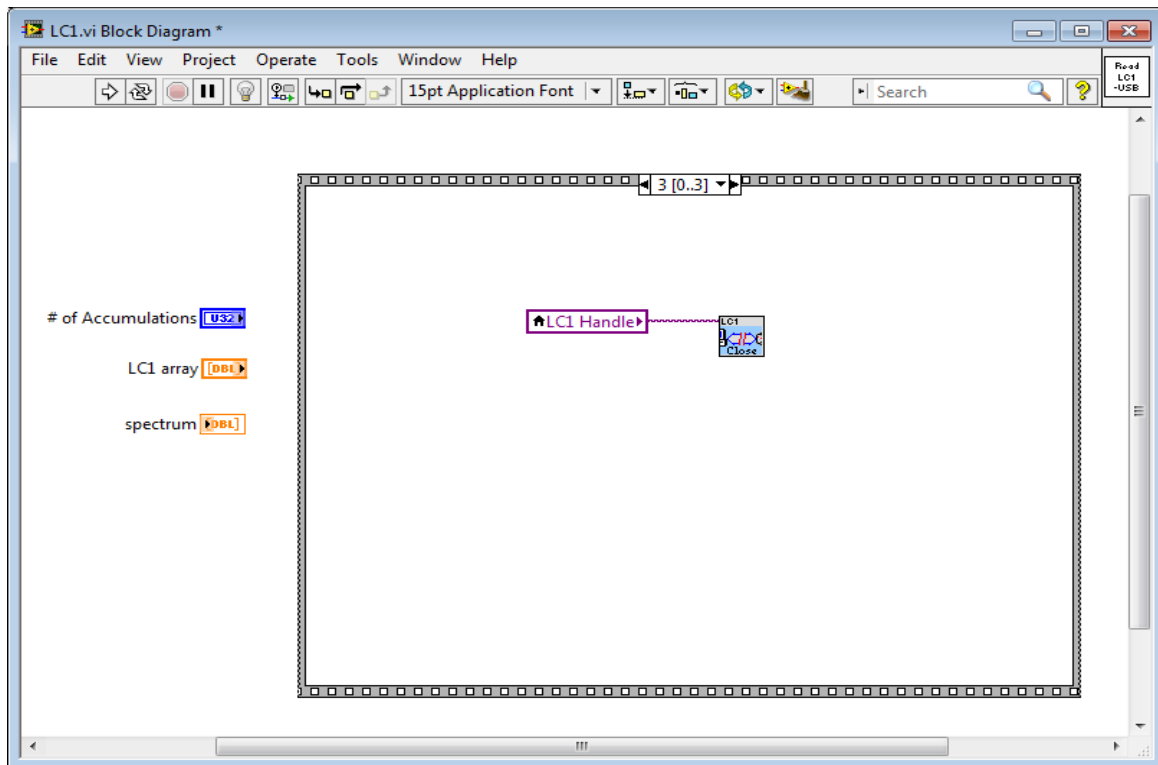 LC1.vi Block Diagram *
File Edit View Project Operate Tools Window Help
15pt Application Font
Search
Read
LC1
-USB
3 [0..3]
# of Accumulations U32
LC1 array [DBL]
spectrum DBL]
LC1 Handle
LC1
Close